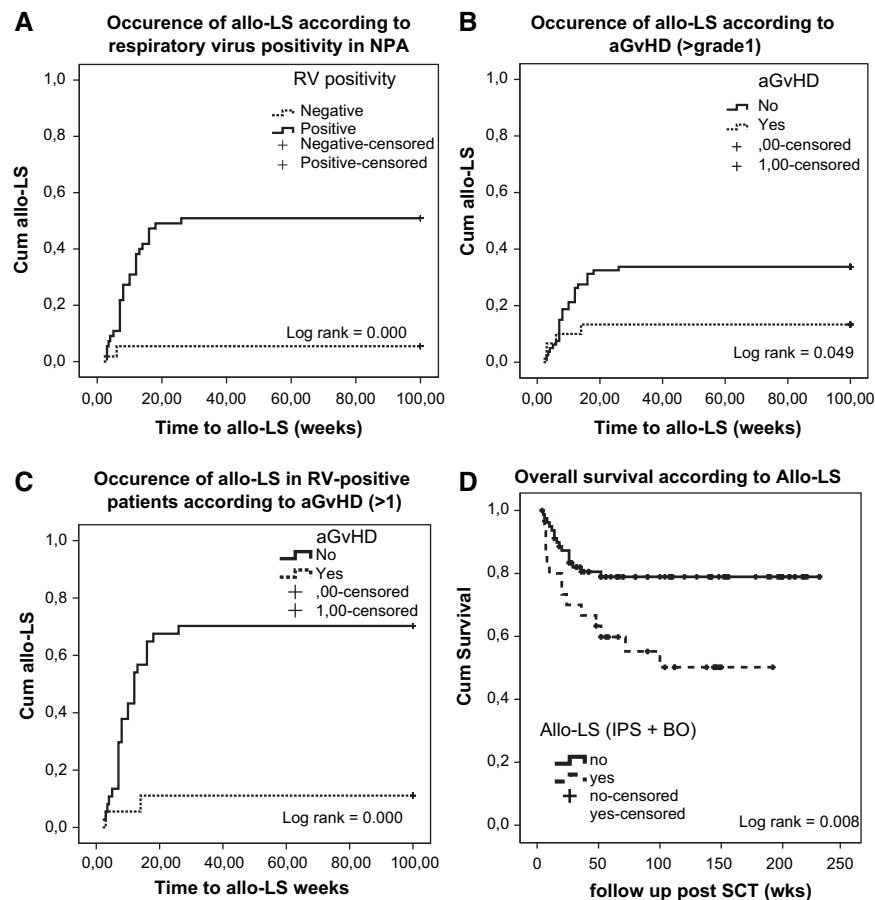 A
Occurence of allo-LS according to
respiratory virus positivity in NPA
RV positivity
Negative
Positive
Negative-censored
Positive-censored
Cum allo-LS
1,0
0,8
0,6
0,4
0,2
0,0
Log rank = 0.000
0,00 20,00 40,00 60,00 80,00 100,00
Time to allo-LS (weeks)
B
Occurence of allo-LS according to
aGvHD (>grade1)
aGvHD
No
Yes
,00-censored
1,00-censored
Cum allo-LS
1,0
0,8
0,6
0,4
0,2
0,0
Log rank = 0.049
0,00 20,00 40,00 60,00 80,00 100,00
Time to allo-LS (weeks)
C
Occurence of allo-LS in RV-positive
patients according to aGvHD (>1)
aGvHD
No
Yes
,00-censored
1,00-censored
Cum allo-LS
1,0
0,8
0,6
0,4
0,2
0,0
Log rank = 0.000
0,00 20,00 40,00 60,00 80,00 100,00
Time to allo-LS weeks
D
Overall survival according to Allo-LS
Cum Survival
1,0
0,8
0,6
0,4
0,2
0,0
Allo-LS (IPS + BO)
no
yes
no-censored
yes-censored
Log rank = 0.008
0 50 100 150 200 250
follow up post SCT (wks)